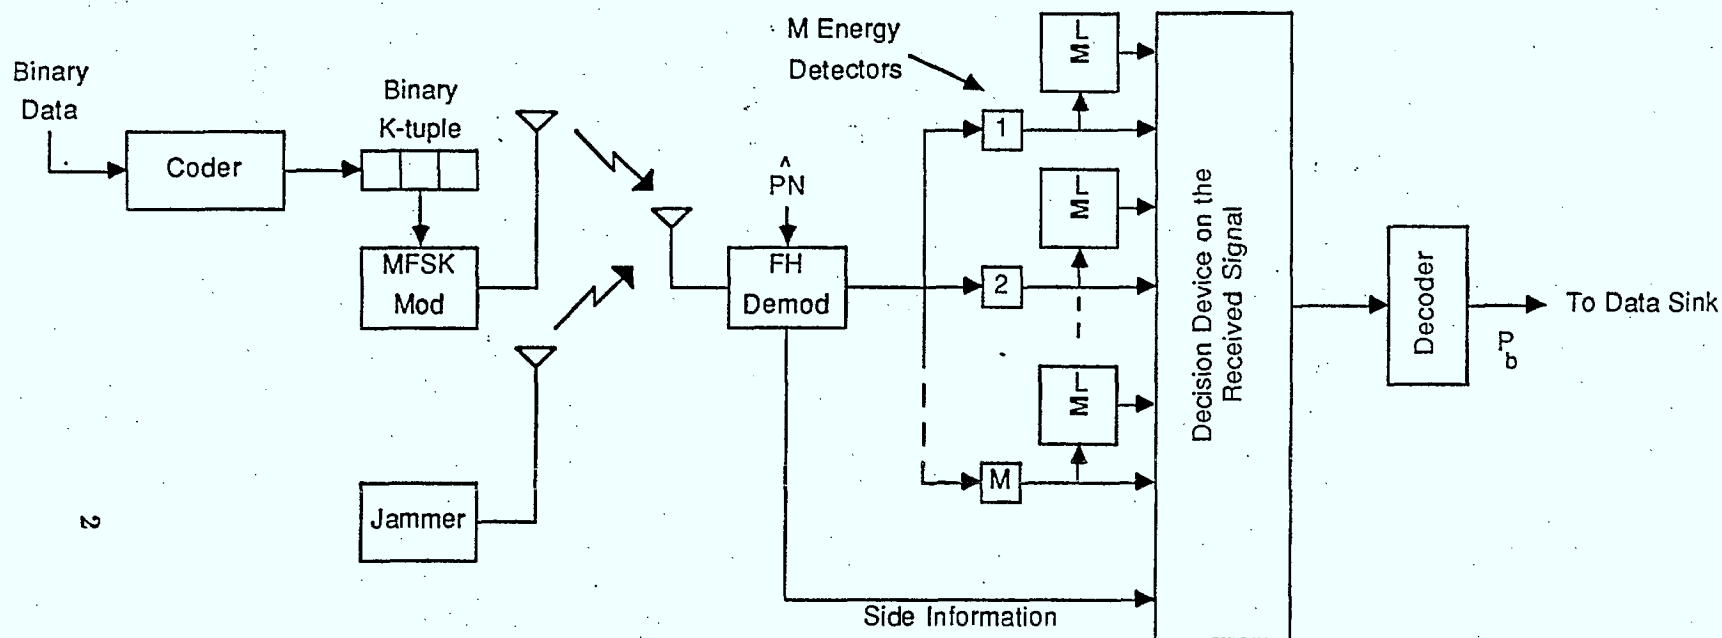 Binary
Data
Coder
Binary
K-tuple
MFSK
Mod
Jammer
^
PN
FH
Demod
M Energy
Detectors
1
2
M
L
M
L
M
L
M
Side Information
Decision Device on the
Received Signal
Decoder
P
b
To Data Sink
2